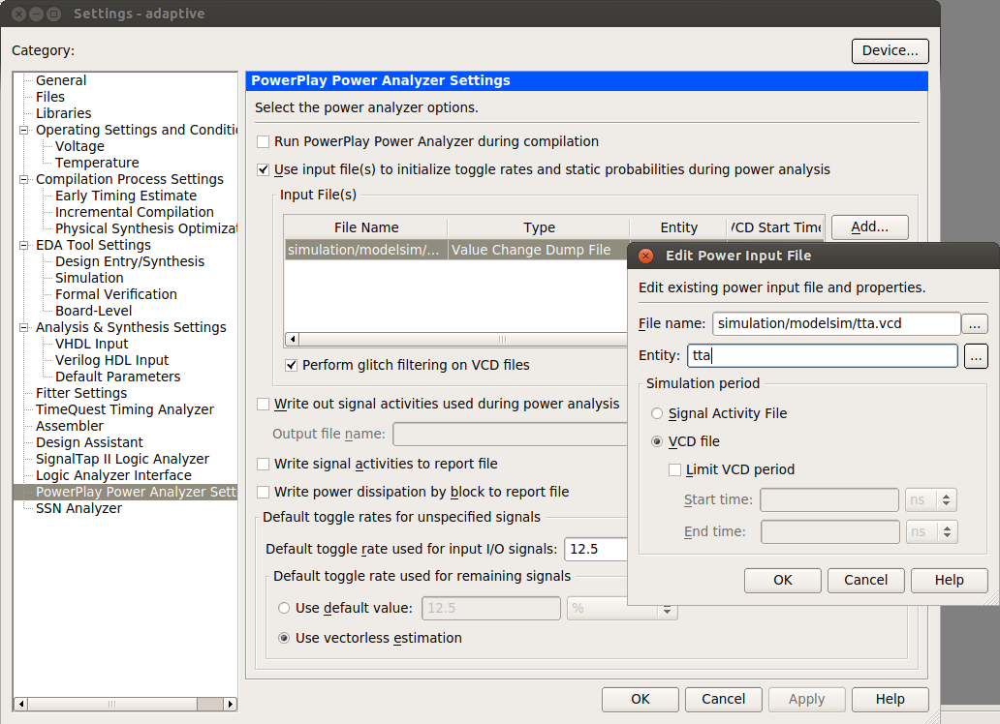 Settings - adaptive
Category:
Device...
General
Files
Libraries
Operating Settings and Conditio
Voltage
Temperature
Compilation Process Settings
Early Timing Estimate
Incremental Compilation
Physical Synthesis Optimizat
EDA Tool Settings
Design Entry/Synthesis
Simulation
Formal Verification
Board-Level
Analysis & Synthesis Settings
VHDL Input
Verilog HDL Input
Default Parameters
Fitter Settings
TimeQuest Timing Analyzer
Assembler
Design Assistant
SignalTap II Logic Analyzer
Logic Analyzer Interface
PowerPlay Power Analyzer Sett
SSN Analyzer
PowerPlay Power Analyzer Settings
Select the power analyzer options.
Run PowerPlay Power Analyzer during compilation
Use input file(s) to initialize toggle rates and static probabilities during power analysis
Input File(s)
File Name Type Entity VCD Start Time
Add...
simulation/modelsim/... Value Change Dump File
Perform glitch filtering on VCD files
Write out signal activities used during power analysis
Output file name:
Write signal activities to report file
Write power dissipation by block to report file
Default toggle rates for unspecified signals
Default toggle rate used for input I/O signals: 12.5
Default toggle rate used for remaining signals
Use default value: 12.5 %
Use vectorless estimation
OK Cancel Apply Help
Edit Power Input File
Edit existing power input file and properties.
File name: simulation/modelsim/tta.vcd ...
Entity: tta ...
Simulation period
Signal Activity File
VCD file
Limit VCD period
Start time: ns
End time: ns
OK Cancel Help